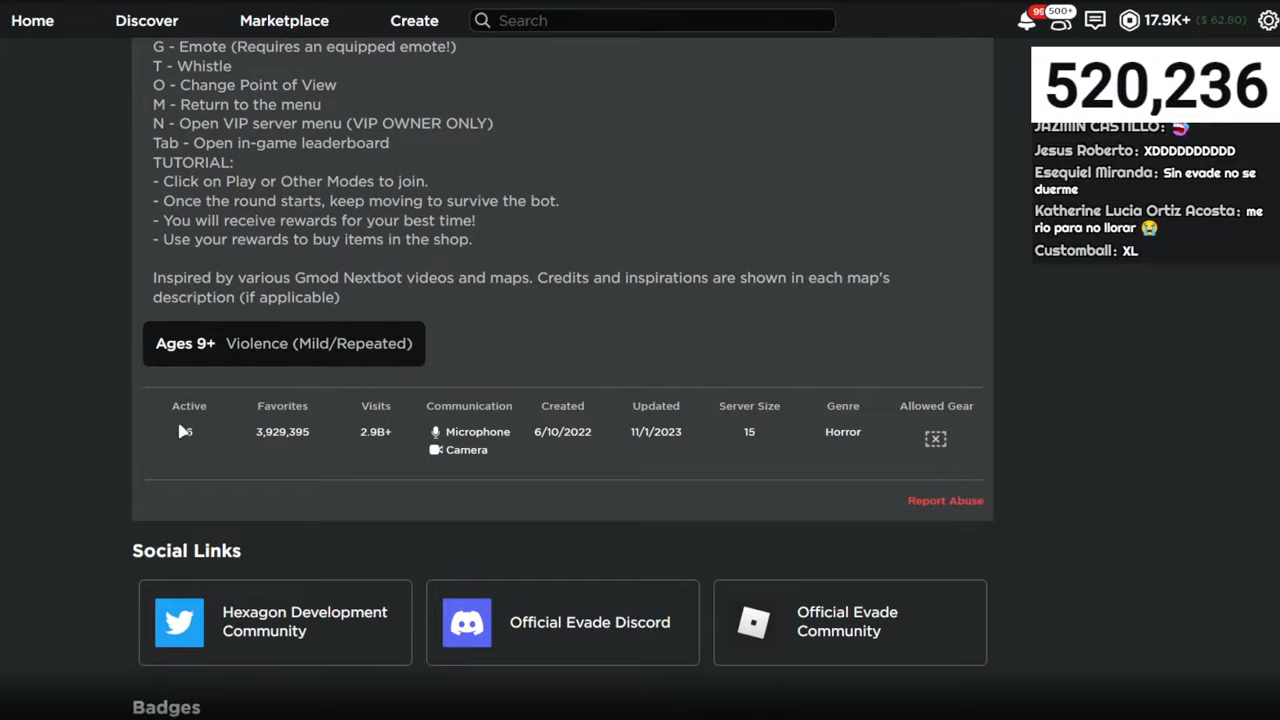 Home Discover Marketplace Create Search 99 500+ 17.9K+ ($ 62.80)
G - Emote (Requires an equipped emote!)
T - Whistle
O - Change Point of View
M - Return to the menu
N - Open VIP server menu (VIP OWNER ONLY)
Tab - Open in-game leaderboard
TUTORIAL:
- Click on Play or Other Modes to join.
- Once the round starts, keep moving to survive the bot.
- You will receive rewards for your best time!
- Use your rewards to buy items in the shop.
Inspired by various Gmod Nextbot videos and maps. Credits and inspirations are shown in each map's
description (if applicable)
Ages 9+ Violence (Mild/Repeated)
Active Favorites Visits Communication Created Updated Server Size Genre Allowed Gear
3,929,395 2.9B+ Microphone 6/10/2022 11/1/2023 15 Horror
Camera
Report Abuse
Social Links
Hexagon Development
Community
Official Evade Discord
Official Evade
Community
Badges
520,236
JAZMIN CASTILLO:
Jesus Roberto: XDDDDDDDDDD
Esequiel Miranda: Sin evade no se
duerme
Katherine Lucia Ortiz Acosta: me
rio para no llorar 😭
Customball: XL